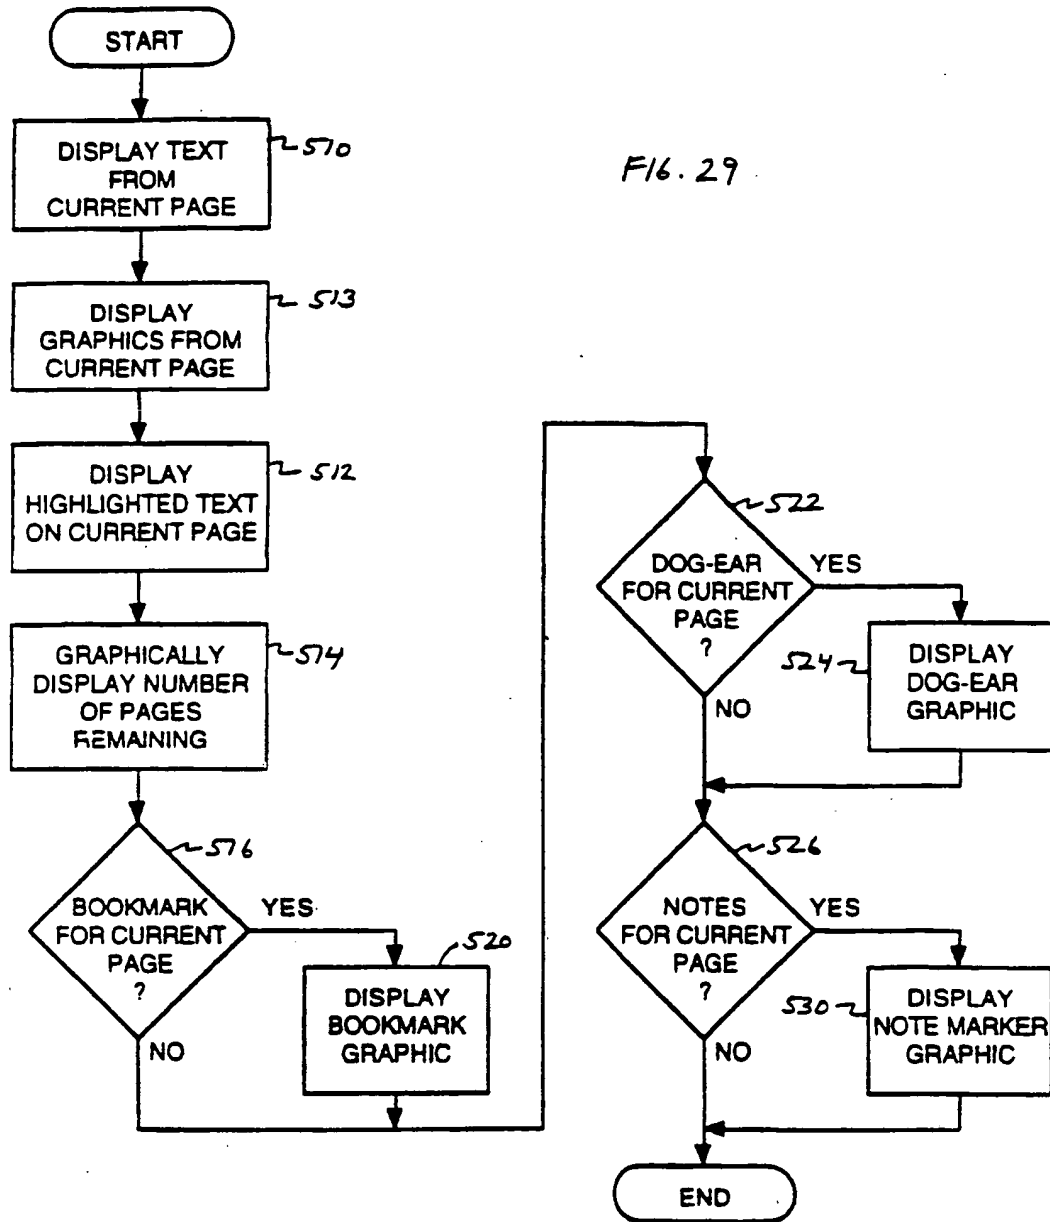 START
DISPLAY TEXT
FROM
CURRENT PAGE
510
FIG. 29
DISPLAY
GRAPHICS FROM
CURRENT PAGE
513
DISPLAY
HIGHLIGHTED TEXT
ON CURRENT PAGE
512
GRAPHICALLY
DISPLAY NUMBER
OF PAGES
REMAINING
514
BOOKMARK
FOR CURRENT
PAGE
?
516
YES
NO
520
DISPLAY
BOOKMARK
GRAPHIC
522
DOG-EAR
FOR CURRENT
PAGE
?
YES
NO
524
DISPLAY
DOG-EAR
GRAPHIC
526
NOTES
FOR CURRENT
PAGE
?
YES
NO
530
DISPLAY
NOTE MARKER
GRAPHIC
END